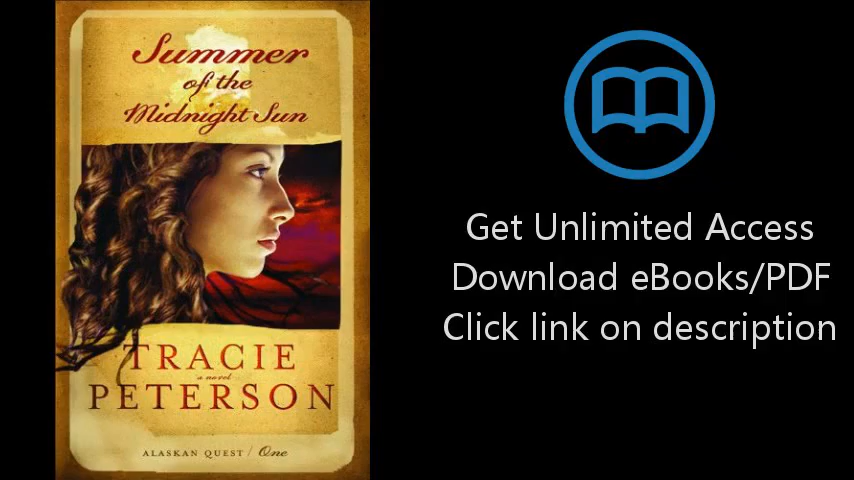 Summer
of the
Midnight Sun
TRACIE
a novel
PETERSON
ALASKAN QUEST / One
Get Unlimited Access
Download eBooks/PDF
Click link on description